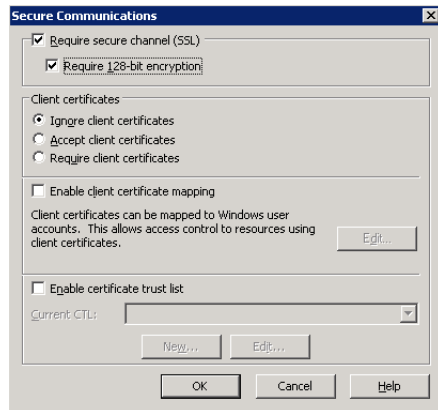 Secure Communications
Require secure channel (SSL)
Require 128-bit encryption
Client certificates
Ignore client certificates
Accept client certificates
Require client certificates
Enable client certificate mapping
Client certificates can be mapped to Windows user
accounts. This allows access control to resources using
client certificates.
Edit...
Enable certificate trust list
Current CTL:
New...
Edit...
OK
Cancel
Help